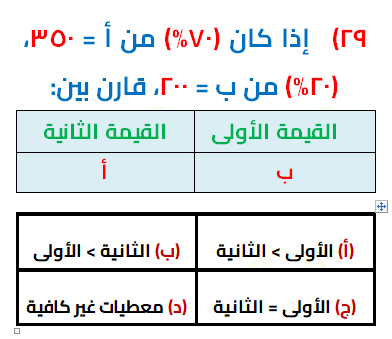 ٢٩) إذا كان (٧٠%) من أ = ٣٥٠،
(٢٠%) من ب = ٢٠٠، قارن بين:
القيمة الأولى القيمة الثانية
ب أ
(أ) الأولى > الثانية (ب) الثانية > الأولى
(ج) الأولى = الثانية (د) معطيات غير كافية